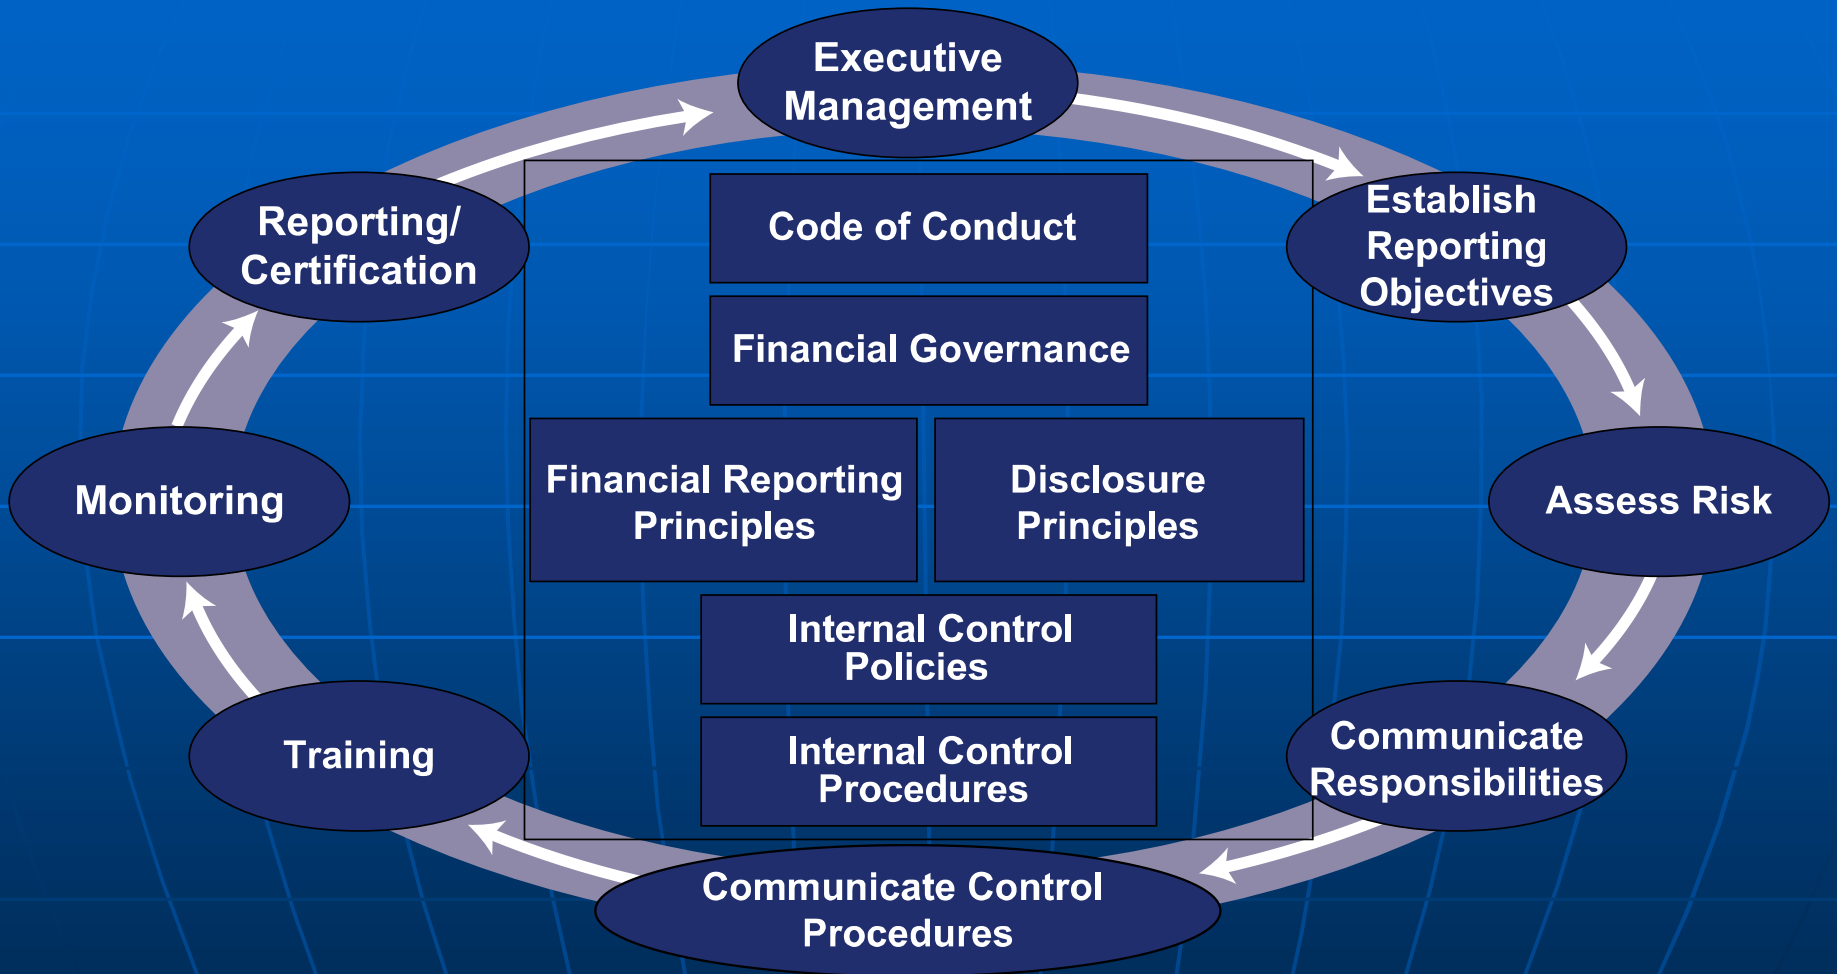 Executive
Management
Reporting/
Certification
Establish
Reporting
Objectives
Code of Conduct
Financial Governance
Financial Reporting
Principles
Disclosure
Principles
Monitoring
Assess Risk
Internal Control
Policies
Internal Control
Procedures
Training
Communicate
Responsibilities
Communicate Control
Procedures